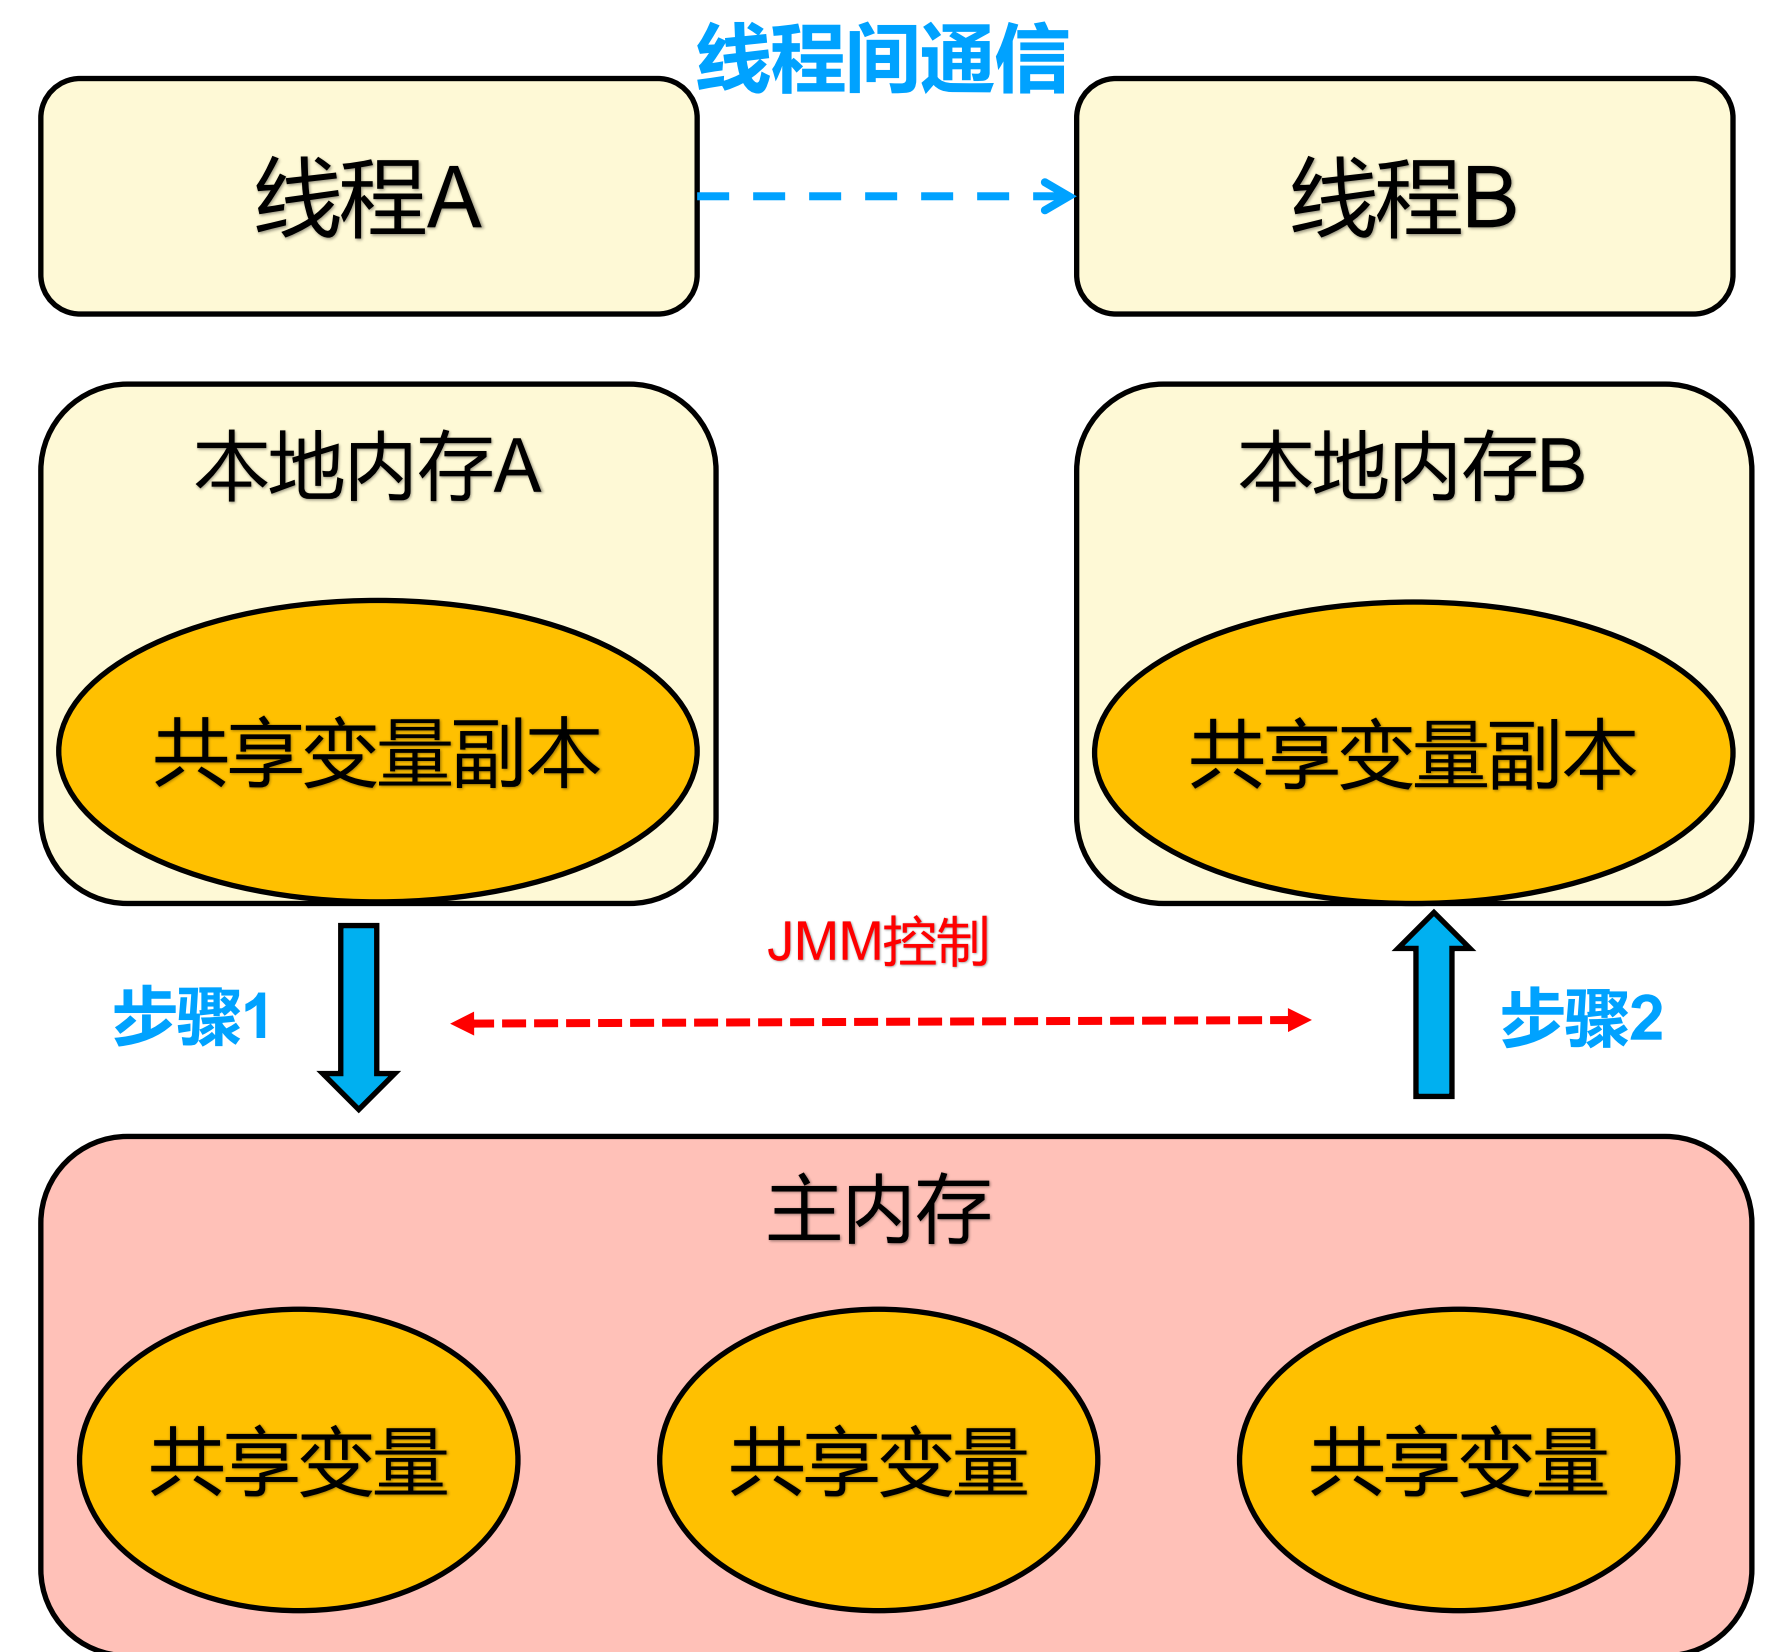 线程间通信
线程A
线程B
本地内存A
本地内存B
共享变量副本
共享变量副本
JMM控制
步骤1
步骤2
主内存
共享变量
共享变量
共享变量